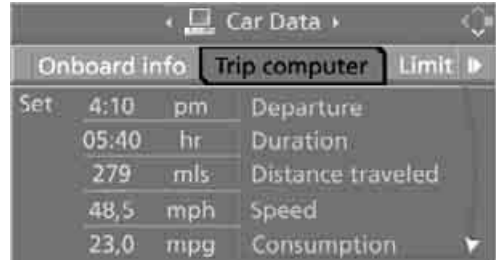 Car Data
Onboard info Trip computer Limit
Set 4:10 pm Departure
05:40 hr Duration
279 mls Distance traveled
48,5 mph Speed
23,0 mpg Consumption